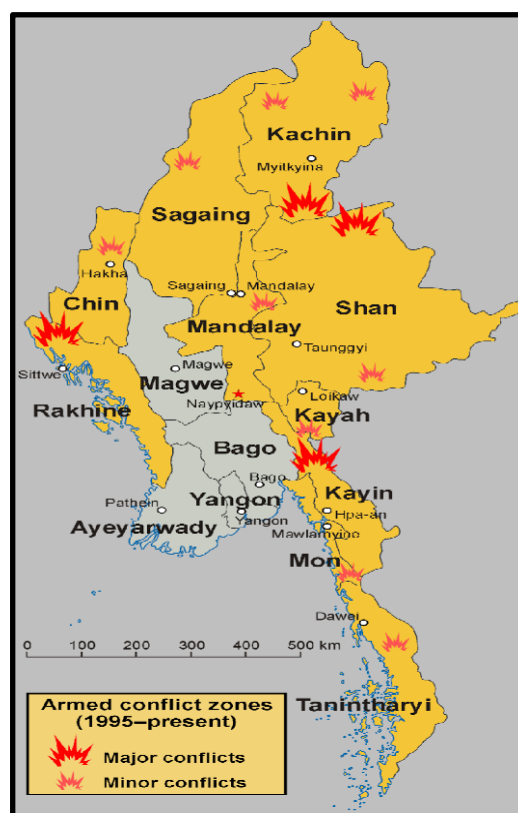 Kachin
Myitkyina
Sagaing
Hakha
Sagaing
Mandalay
Chin
Shan
Mandalay
Taunggyi
Sittwe
Magwe
Magwe
Naypyidaw
Loikaw
Rakhine
Kayah
Bago
Bago
Kayin
Yangon
Pathein
Hpa-an
Yangon
Ayeyarwady
Mawlamyine
Mon
Dawei
0 100 200 300 400 500 km
Tanintharyi
Armed conflict zones
(1995–present)
Major conflicts
Minor conflicts